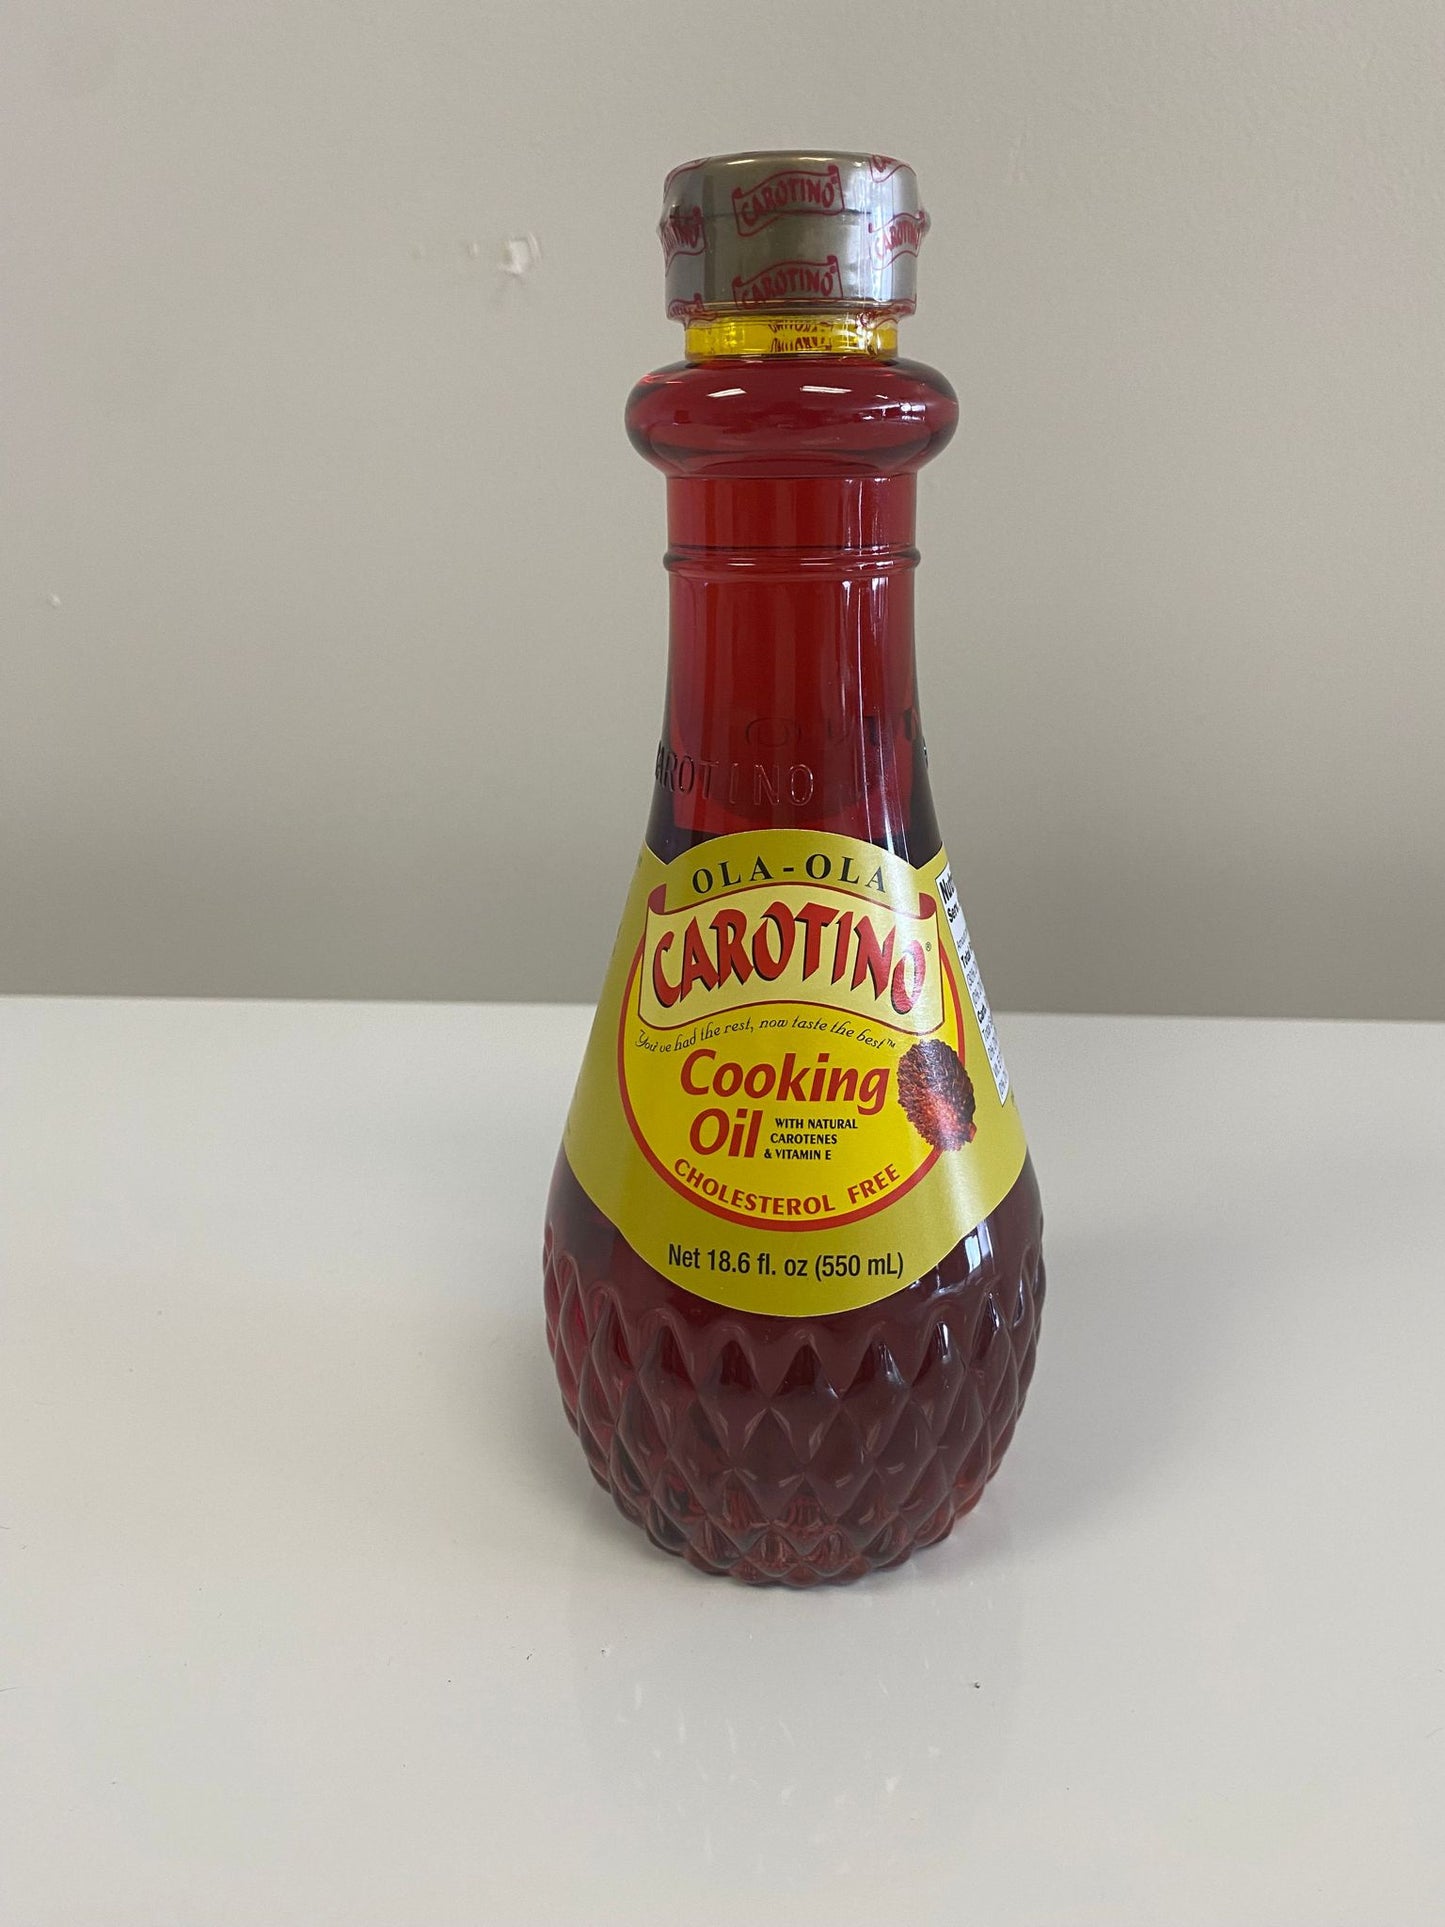 CAROTINO
CAROTINO
CAROTINO
OLA-OLA
CAROTINO®
You've had the rest, now taste the best™
Cooking
Oil
WITH NATURAL
CAROTENES
& VITAMIN E
CHOLESTEROL FREE
Net 18.6 fl. oz (550 mL)